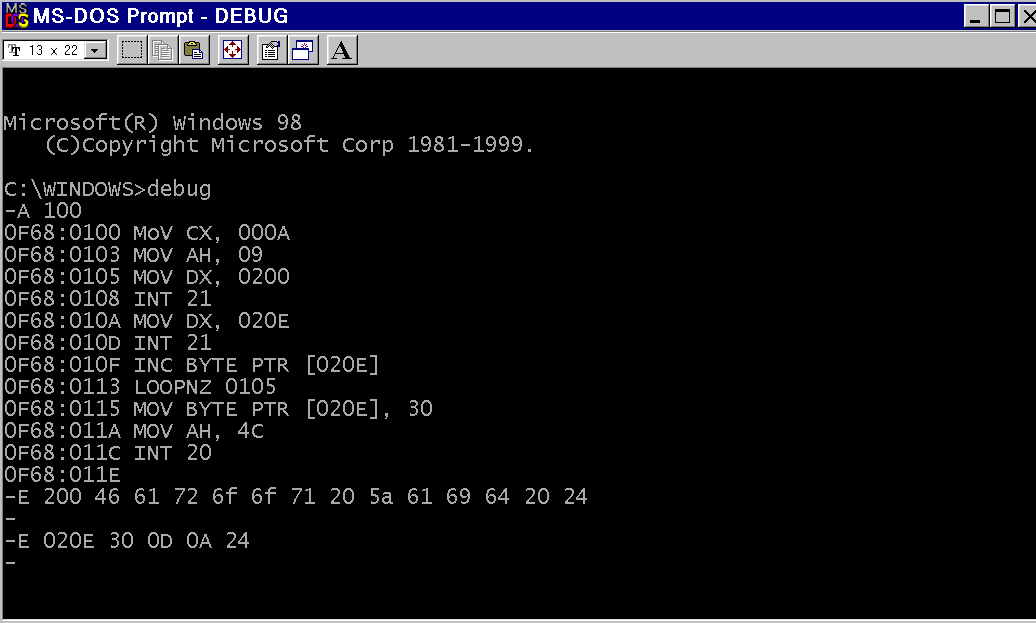 MS-DOS Prompt - DEBUG
13 x 22
A
Microsoft(R) Windows 98
(C)Copyright Microsoft Corp 1981-1999.
C:\WINDOWS>debug
-A 100
0F68:0100 MoV CX, 000A
0F68:0103 MOV AH, 09
0F68:0105 MOV DX, 0200
0F68:0108 INT 21
0F68:010A MOV DX, 020E
0F68:010D INT 21
0F68:010F INC BYTE PTR [020E]
0F68:0113 LOOPNZ 0105
0F68:0115 MOV BYTE PTR [020E], 30
0F68:011A MOV AH, 4C
0F68:011C INT 20
0F68:011E
-E 200 46 61 72 6f 6f 71 20 5a 61 69 64 20 24
-
-E 020E 30 0D 0A 24
-